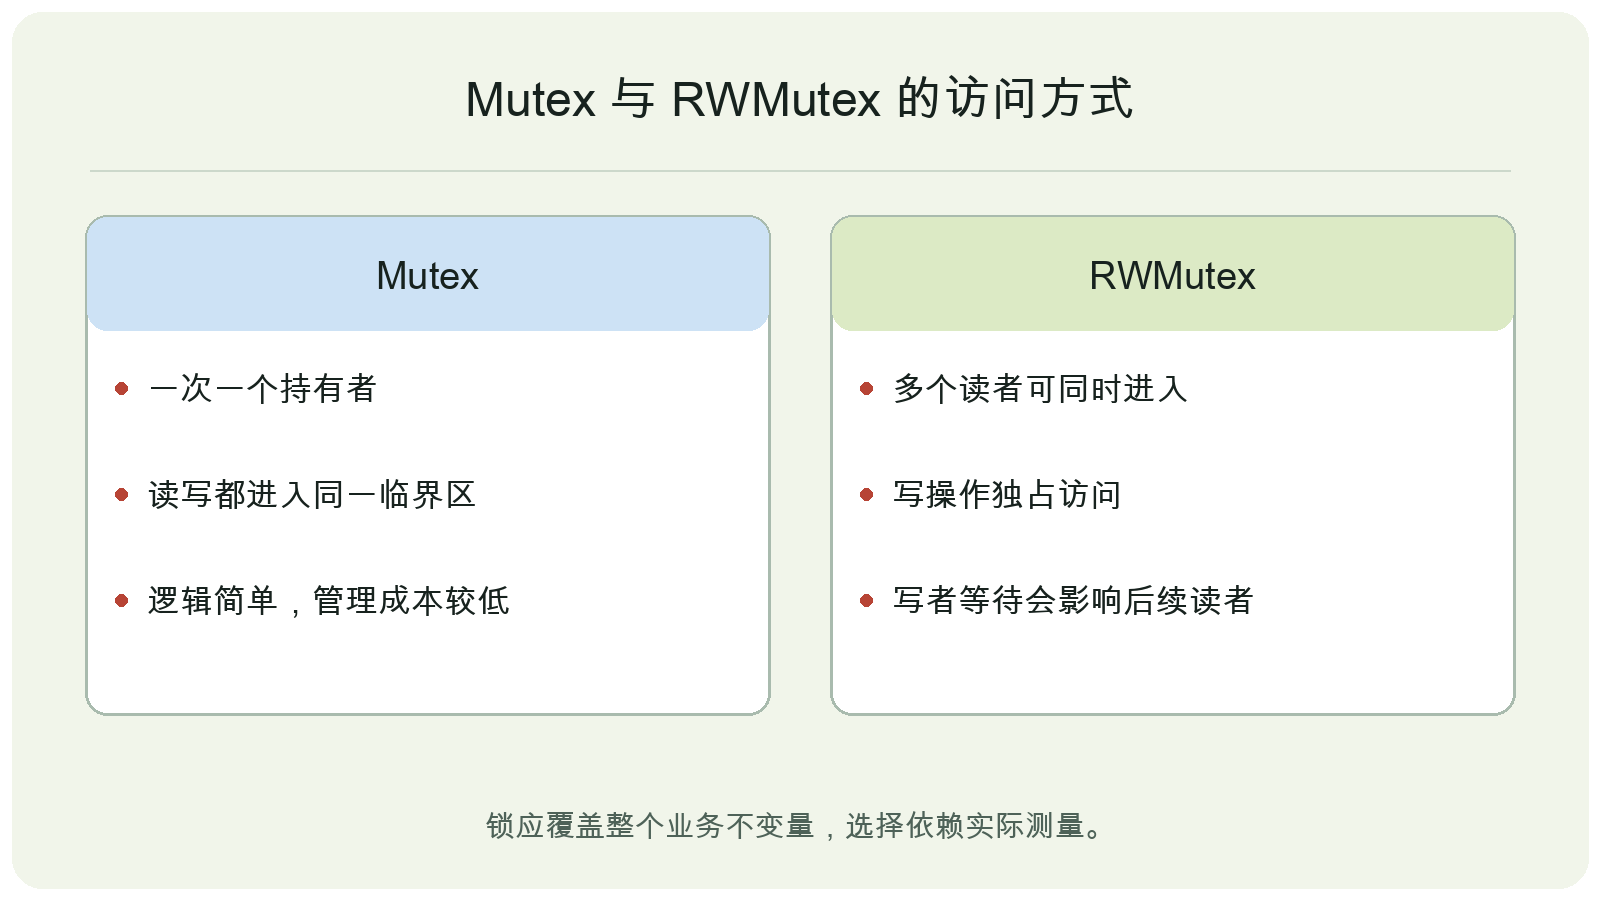 Mutex 与 RWMutex 的访问方式
Mutex
一次一个持有者
读写都进入同一临界区
逻辑简单，管理成本较低
RWMutex
多个读者可同时进入
写操作独占访问
写者等待会影响后续读者
锁应覆盖整个业务不变量，选择依赖实际测量。